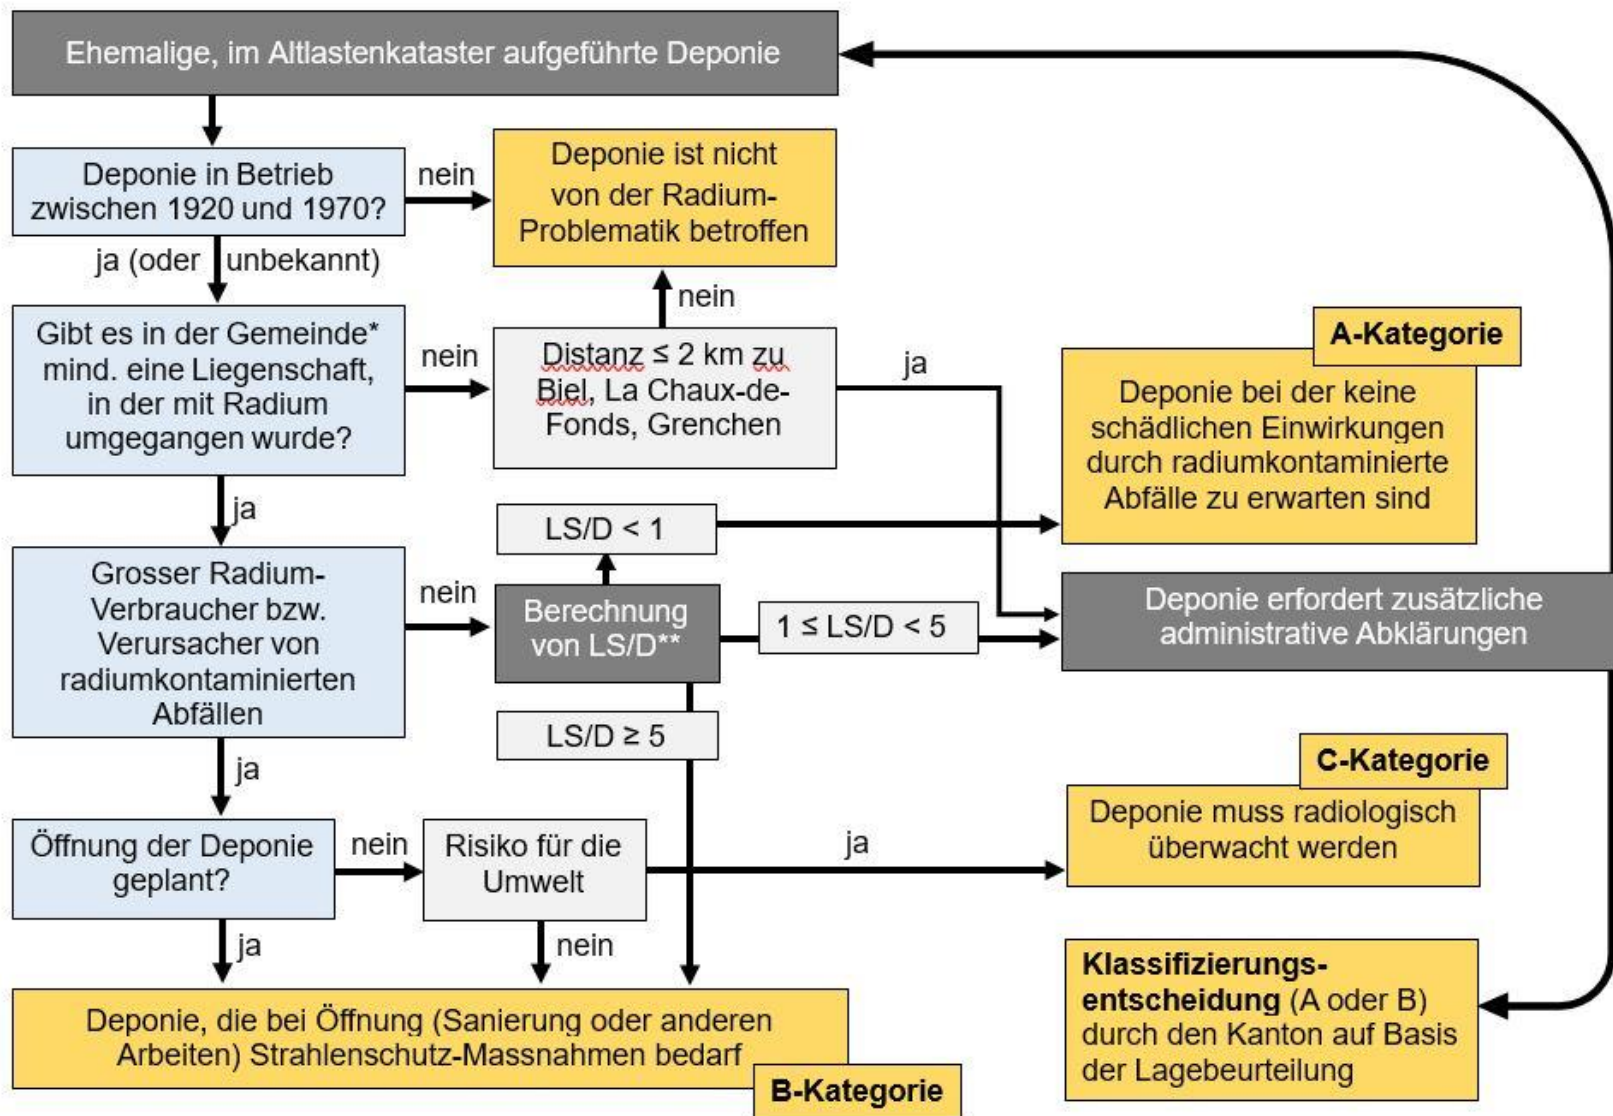 Ehemalige, im Altlastenkataster aufgeführte Deponie
Deponie in Betrieb
zwischen 1920 und 1970?
nein
Deponie ist nicht
von der Radium-
Problematik betroffen
ja (oder unbekannt)
nein
Gibt es in der Gemeinde*
mind. eine Liegenschaft,
in der mit Radium
umgegangen wurde?
nein
Distanz ≤ 2 km zu
Biel, La Chaux-de-
Fonds, Grenchen
ja
A-Kategorie
Deponie bei der keine
schädlichen Einwirkungen
durch radiumkontaminierte
Abfälle zu erwarten sind
ja
LS/D < 1
Grosser Radium-
Verbraucher bzw.
Verursacher von
radiumkontaminierten
Abfällen
nein
Berechnung
von LS/D**
1 ≤ LS/D < 5
Deponie erfordert zusätzliche
administrative Abklärungen
LS/D ≥ 5
ja
C-Kategorie
Deponie muss radiologisch
überwacht werden
Öffnung der Deponie
geplant?
nein
Risiko für die
Umwelt
ja
ja
nein
Klassifizierungs-
entscheidung (A oder B)
durch den Kanton auf Basis
der Lagebeurteilung
Deponie, die bei Öffnung (Sanierung oder anderen
Arbeiten) Strahlenschutz-Massnahmen bedarf
B-Kategorie